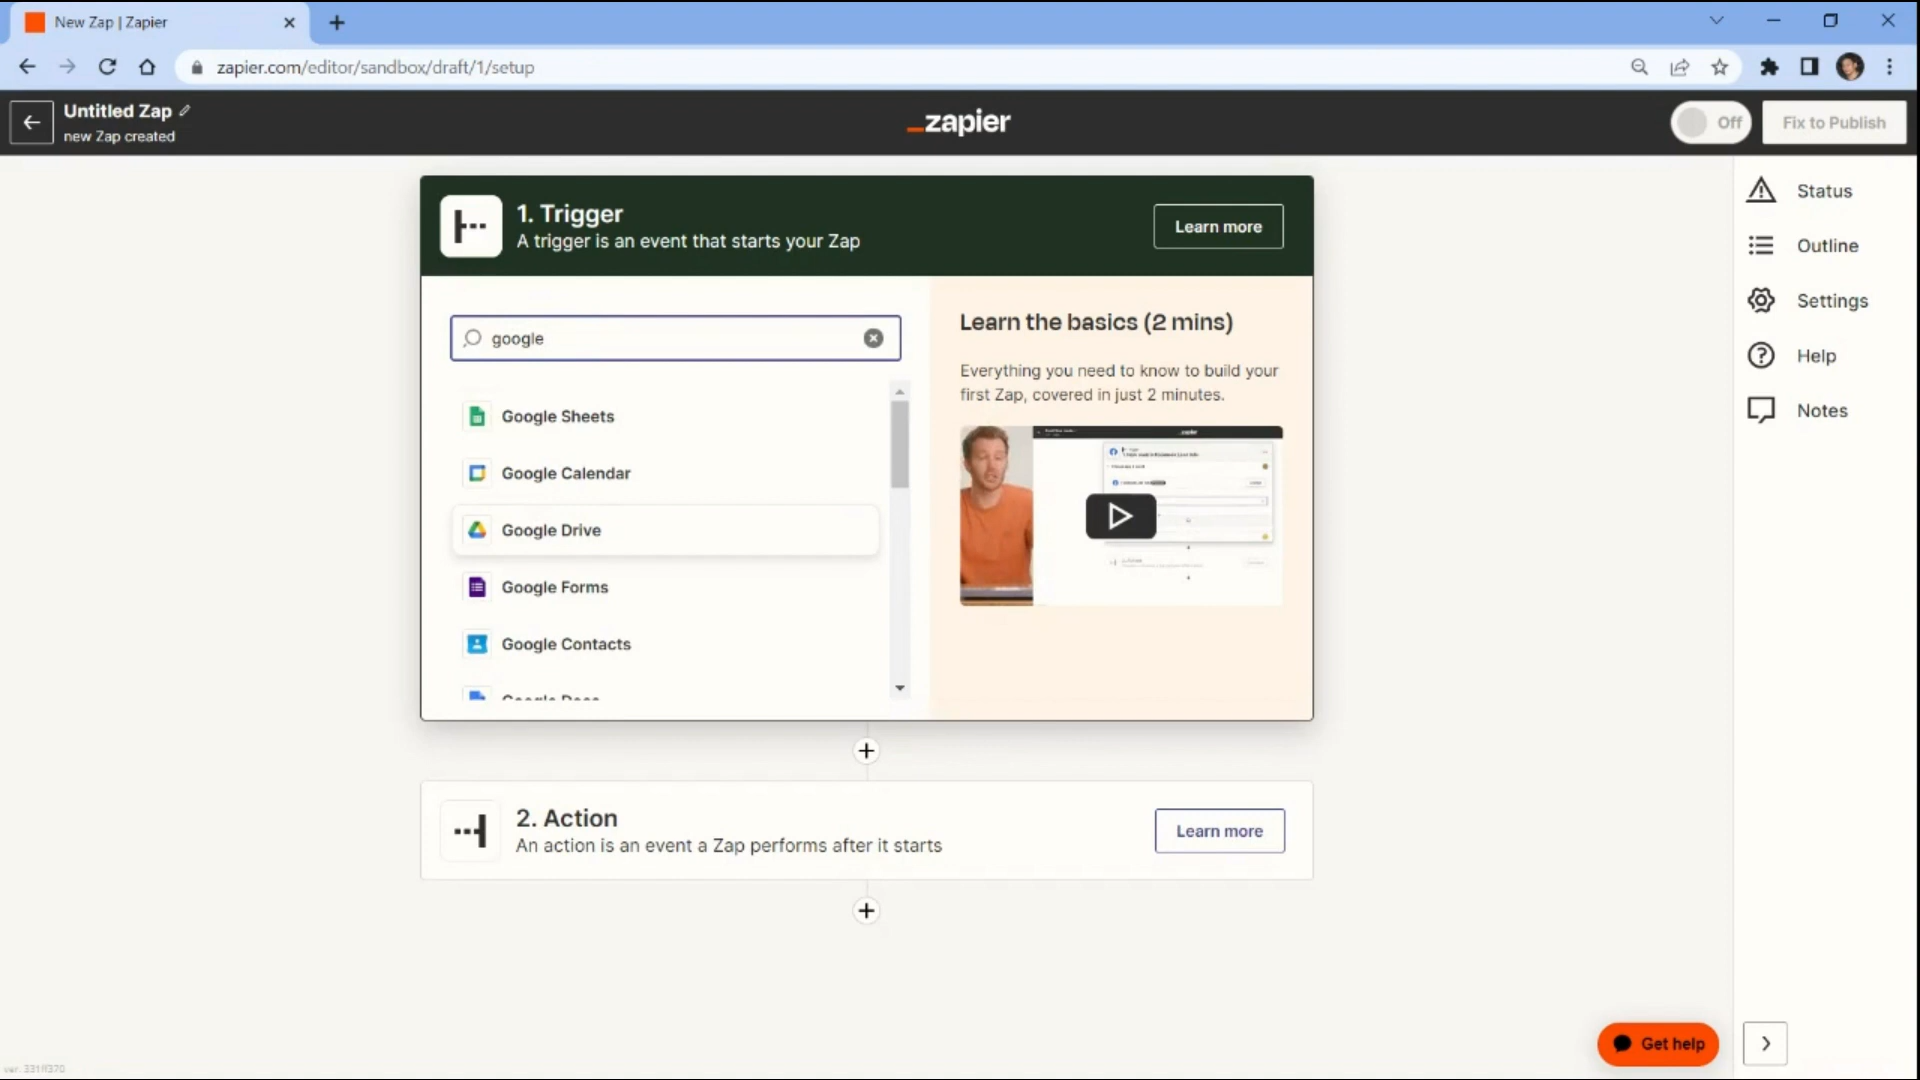 New Zap | Zapier
zapier.com/editor/sandbox/draft/1/setup
Untitled Zap
new Zap created
zapier
Off
Fix to Publish
1. Trigger
A trigger is an event that starts your Zap
Learn more
google
Google Sheets
Google Calendar
Google Drive
Google Forms
Google Contacts
Google Docs
Learn the basics (2 mins)
Everything you need to know to build your
first Zap, covered in just 2 minutes.
2. Action
An action is an event a Zap performs after it starts
Learn more
Status
Outline
Settings
Help
Notes
Get help
ver. 331ff370